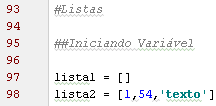 93 #Listas
94
95 ##Iniciando Variável
96
97 lista1 = []
98 lista2 = [1,54,'texto']